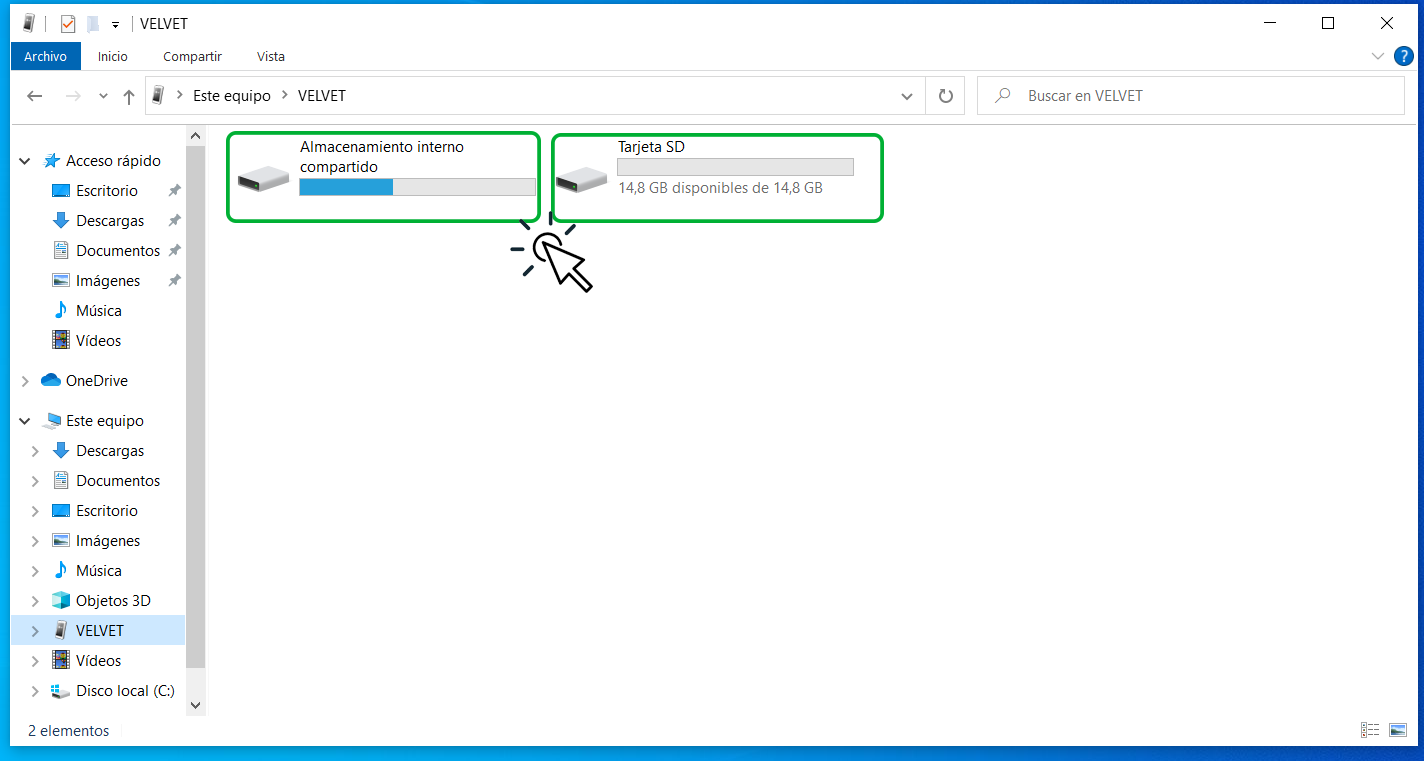 VELVET
Archivo Inicio Compartir Vista
?
Este equipo VELVET
Buscar en VELVET
Acceso rápido
Escritorio
Descargas
Documentos
Imágenes
Música
Vídeos
OneDrive
Este equipo
Descargas
Documentos
Escritorio
Imágenes
Música
Objetos 3D
VELVET
Vídeos
Disco local (C:)
Almacenamiento interno
compartido
Tarjeta SD
14,8 GB disponibles de 14,8 GB
2 elementos